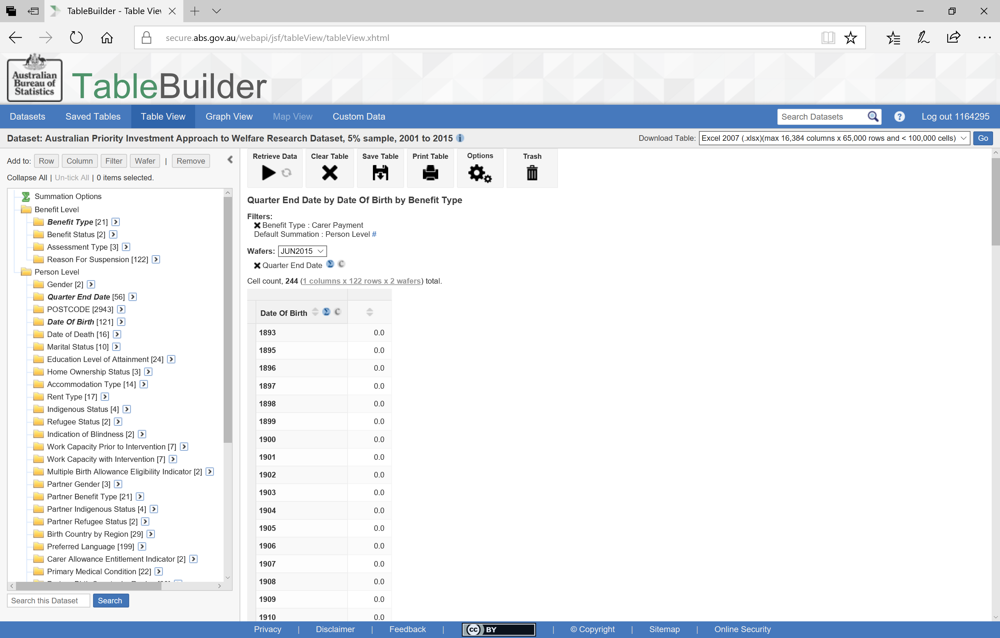 TableBuilder - Table Viev
secure.abs.gov.au/webapi/jsf/tableView/tableView.xhtml
Australian
Bureau of
Statistics
TableBuilder
Datasets Saved Tables Table View Graph View Map View Custom Data Search Datasets ? Log out 1164295
Dataset: Australian Priority Investment Approach to Welfare Research Dataset, 5% sample, 2001 to 2015 i Download Table: Excel 2007 (.xlsx)(max 16,384 columns x 65,000 rows and < 100,000 cells) Go
Add to: Row Column Filter Wafer | Remove
Collapse All | Un-tick All | 0 items selected.
Summation Options
Benefit Level
Benefit Type [21]
Benefit Status [2]
Assessment Type [3]
Reason For Suspension [122]
Person Level
Gender [2]
Quarter End Date [56]
POSTCODE [2943]
Date Of Birth [121]
Date of Death [16]
Marital Status [10]
Education Level of Attainment [24]
Home Ownership Status [3]
Accommodation Type [14]
Rent Type [17]
Indigenous Status [4]
Refugee Status [2]
Indication of Blindness [2]
Work Capacity Prior to Intervention [7]
Work Capacity with Intervention [7]
Multiple Birth Allowance Eligibility Indicator [2]
Partner Gender [3]
Partner Benefit Type [21]
Partner Indigenous Status [4]
Partner Refugee Status [2]
Birth Country by Region [29]
Preferred Language [199]
Carer Allowance Entitlement Indicator [2]
Primary Medical Condition [22]
Search this Dataset Search
Retrieve Data Clear Table Save Table Print Table Options Trash
Quarter End Date by Date Of Birth by Benefit Type
Filters:
Benefit Type : Carer Payment
Default Summation : Person Level #
Wafers: JUN2015
Quarter End Date Σ C
Cell count, 244 (1 columns x 122 rows x 2 wafers) total.
Date Of Birth Σ C
1893 0.0
1895 0.0
1896 0.0
1897 0.0
1898 0.0
1899 0.0
1900 0.0
1901 0.0
1902 0.0
1903 0.0
1904 0.0
1905 0.0
1906 0.0
1907 0.0
1908 0.0
1909 0.0
1910 0.0
Privacy | Disclaimer | Feedback | cc BY | © Copyright | Sitemap | Online Security